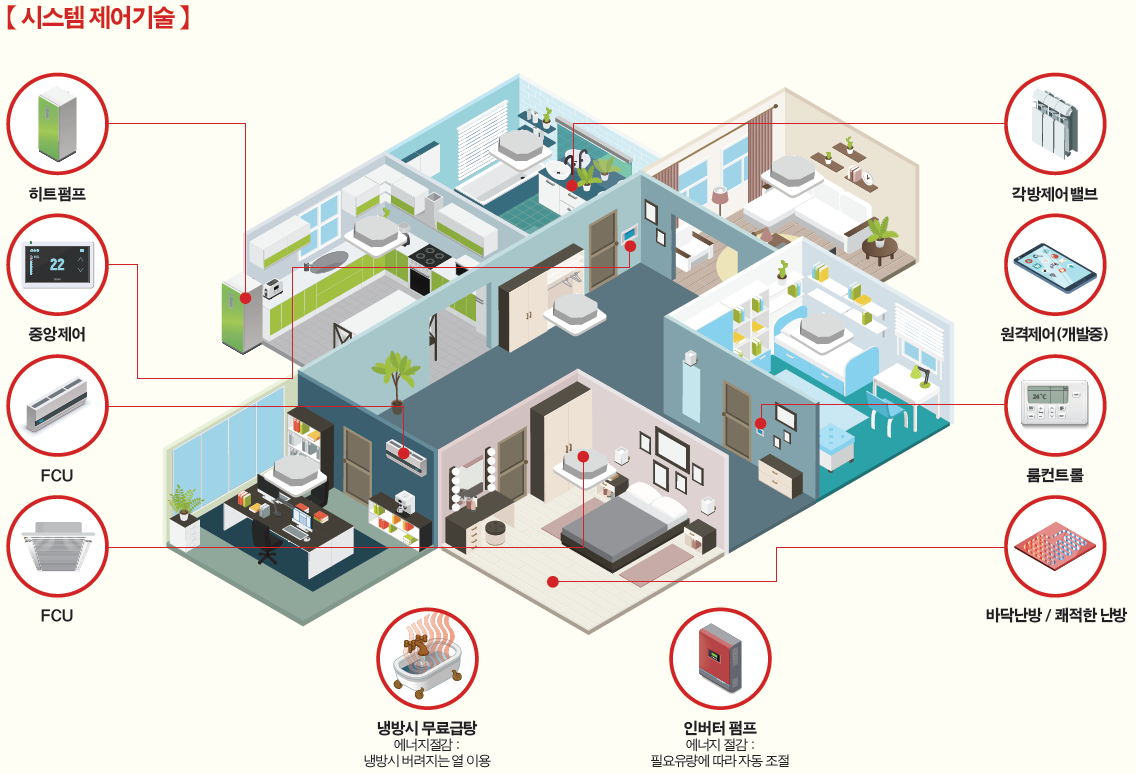 【 시스템 제어기술 】
히트펌프
각방제어밸브
22
중앙제어
원격제어(개발중)
24°C
FCU
룸컨트롤
FCU
바닥난방 / 쾌적한 난방
냉방시 무료급탕
에너지절감 :
냉방시 버려지는 열 이용
인버터 펌프
에너지 절감 :
필요유량에 따라 자동 조절